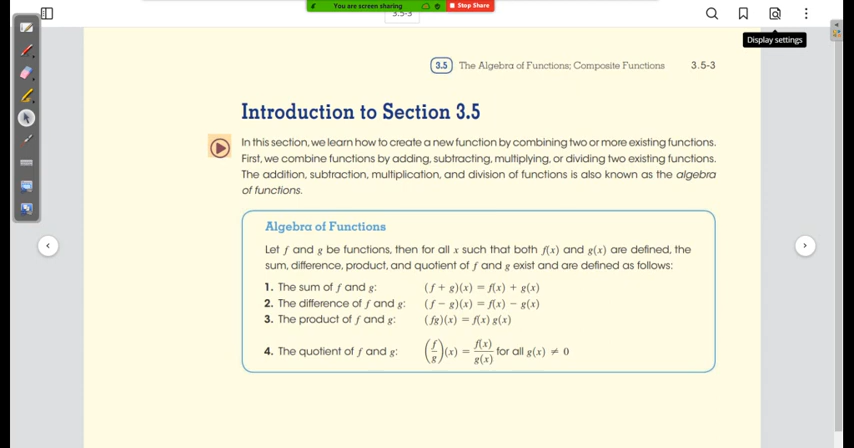 You are screen sharing
Stop Share
3.5-3
Display settings
3.5 The Algebra of Functions; Composite Functions 3.5-3
Introduction to Section 3.5
In this section, we learn how to create a new function by combining two or more existing functions.
First, we combine functions by adding, subtracting, multiplying, or dividing two existing functions.
The addition, subtraction, multiplication, and division of functions is also known as the algebra
of functions.
Algebra of Functions
Let f and g be functions, then for all x such that both f(x) and g(x) are defined, the
sum, difference, product, and quotient of f and g exist and are defined as follows:
1. The sum of f and g: (f + g)(x) = f(x) + g(x)
2. The difference of f and g: (f − g)(x) = f(x) − g(x)
3. The product of f and g: (fg)(x) = f(x) g(x)
4. The quotient of f and g: (f/g)(x) = f(x)/g(x) for all g(x) ≠ 0